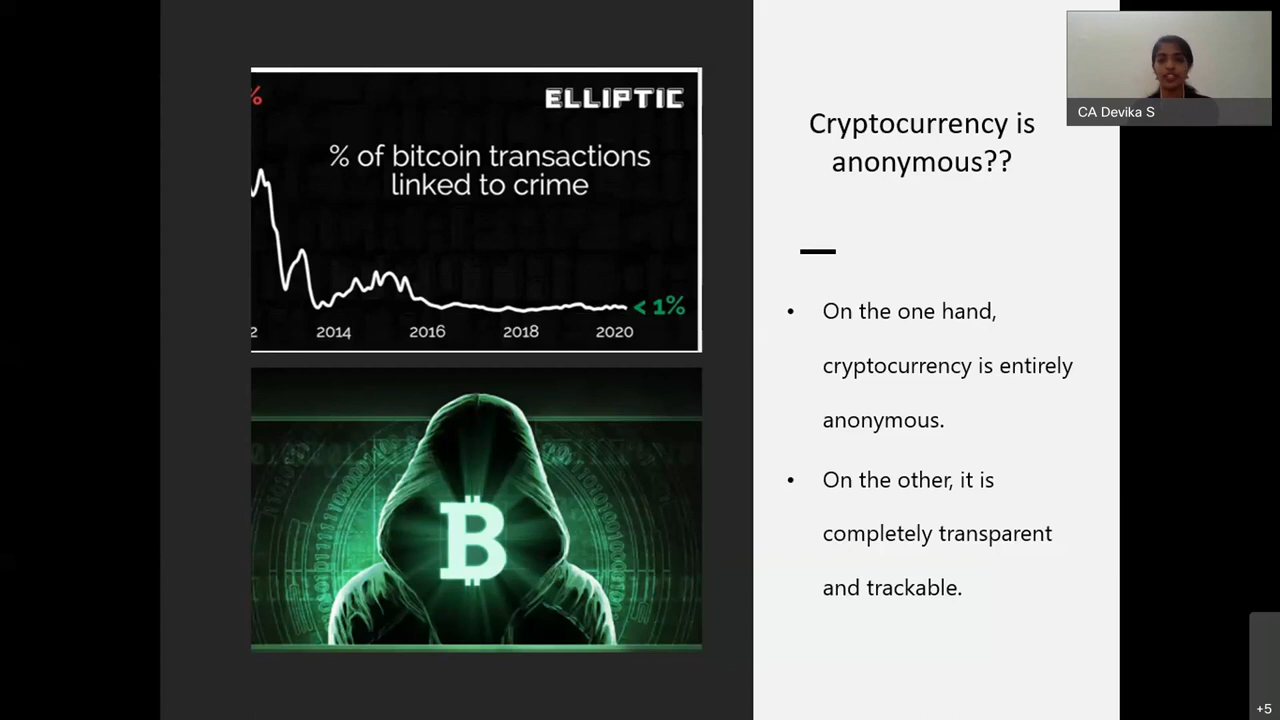 %
ELLIPTIC
% of bitcoin transactions
linked to crime
< 1%
2
2014
2016
2018
2020
Cryptocurrency is
anonymous??
• On the one hand,
cryptocurrency is entirely
anonymous.
• On the other, it is
completely transparent
and trackable.
CA Devika S
+5